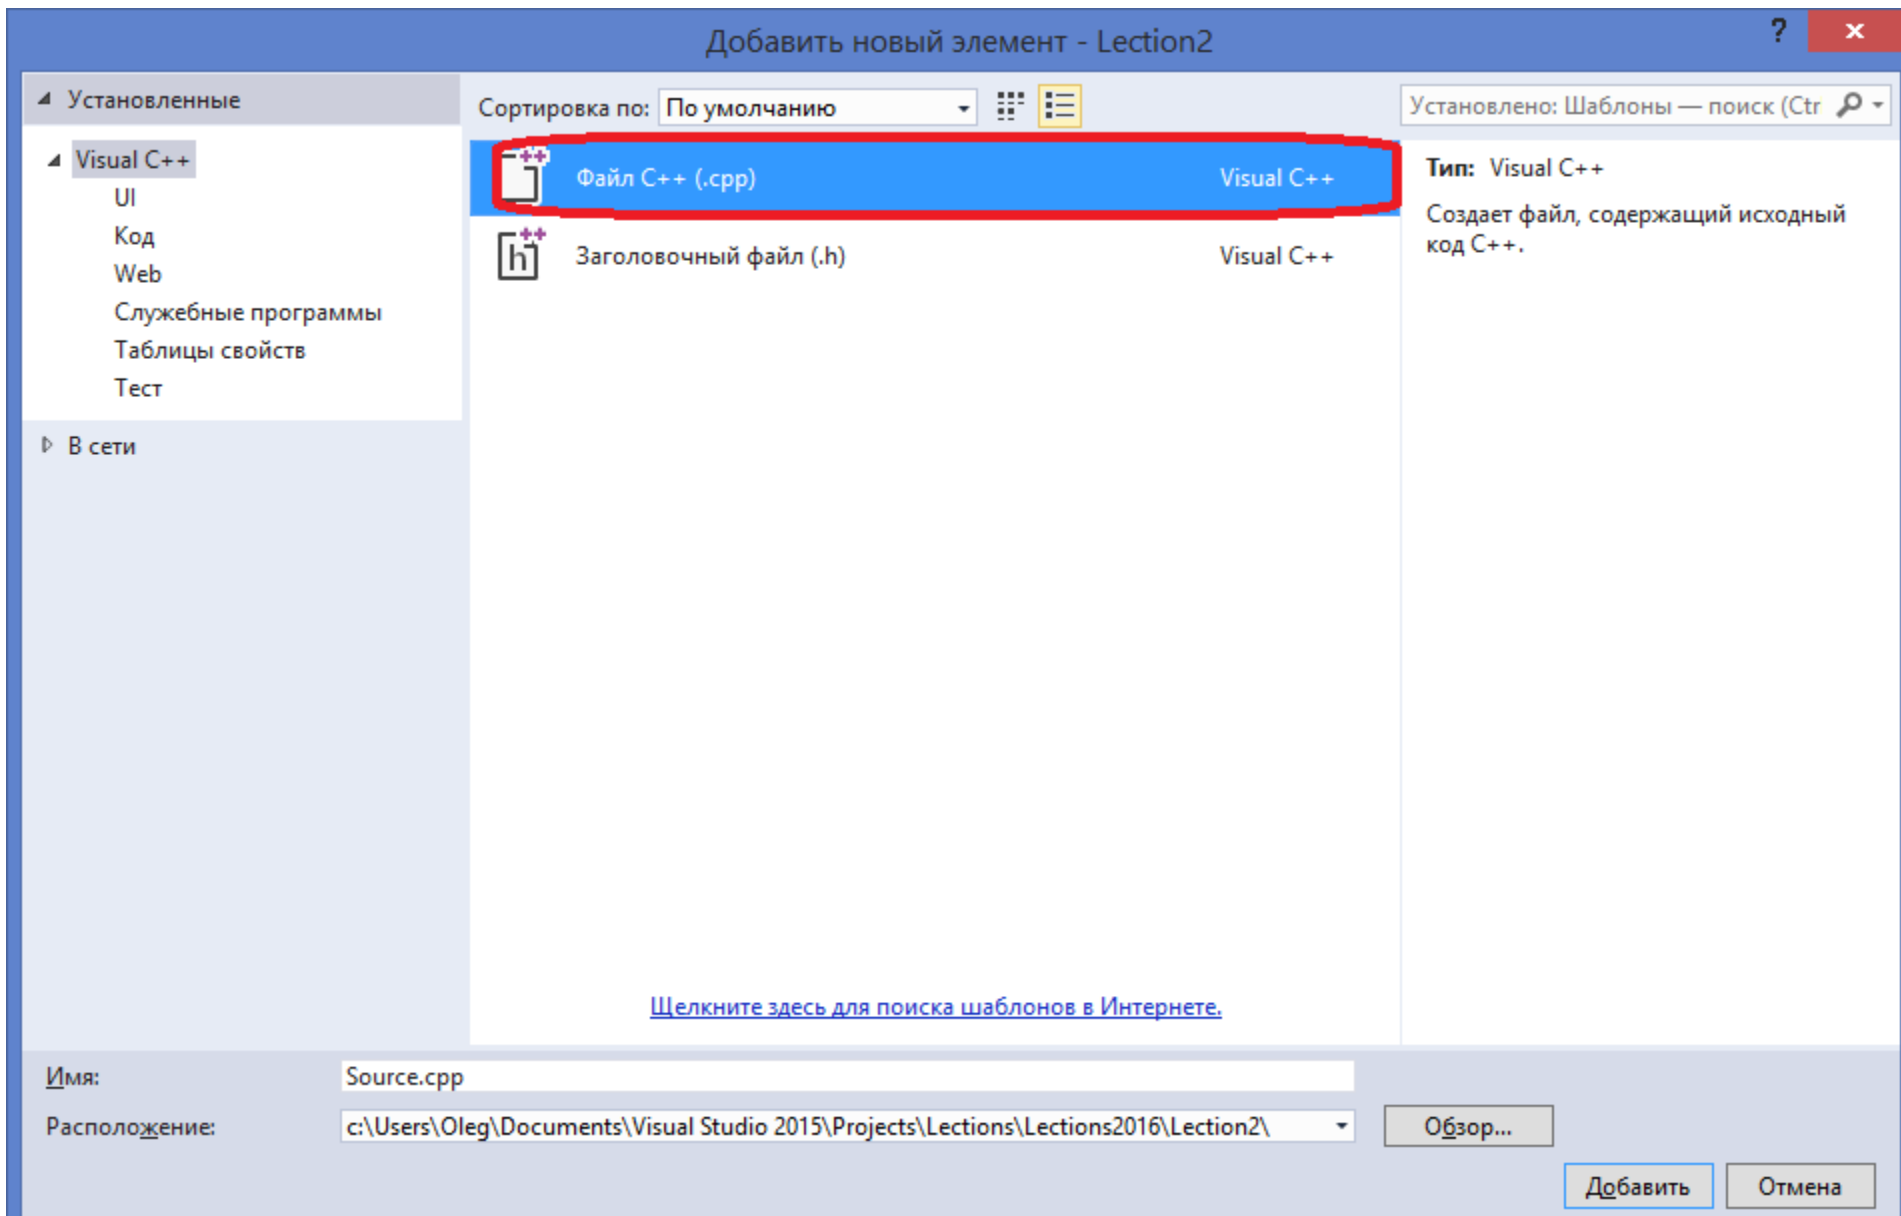 Добавить новый элемент - Lection2
?
Установленные
Visual C++
UI
Код
Web
Служебные программы
Таблицы свойств
Тест
В сети
Сортировка по: По умолчанию
Файл C++ (.cpp) Visual C++
Заголовочный файл (.h) Visual C++
Щелкните здесь для поиска шаблонов в Интернете.
Установлено: Шаблоны — поиск (Ctr
Тип: Visual C++
Создает файл, содержащий исходный
код C++.
Имя: Source.cpp
Расположение: c:\Users\Oleg\Documents\Visual Studio 2015\Projects\Lections\Lections2016\Lection2\
Обзор...
Добавить Отмена